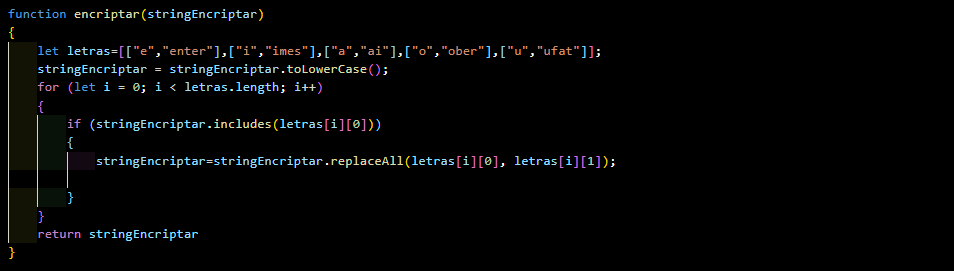 function encriptar(stringEncriptar)
{
    let letras=[["e","enter"],["i","imes"],["a","ai"],["o","ober"],["u","ufat"]];
    stringEncriptar = stringEncriptar.toLowerCase();
    for (let i = 0; i < letras.length; i++)
    {
        if (stringEncriptar.includes(letras[i][0]))
        {
            stringEncriptar=stringEncriptar.replaceAll(letras[i][0], letras[i][1]);
        }
    }
    return stringEncriptar
}